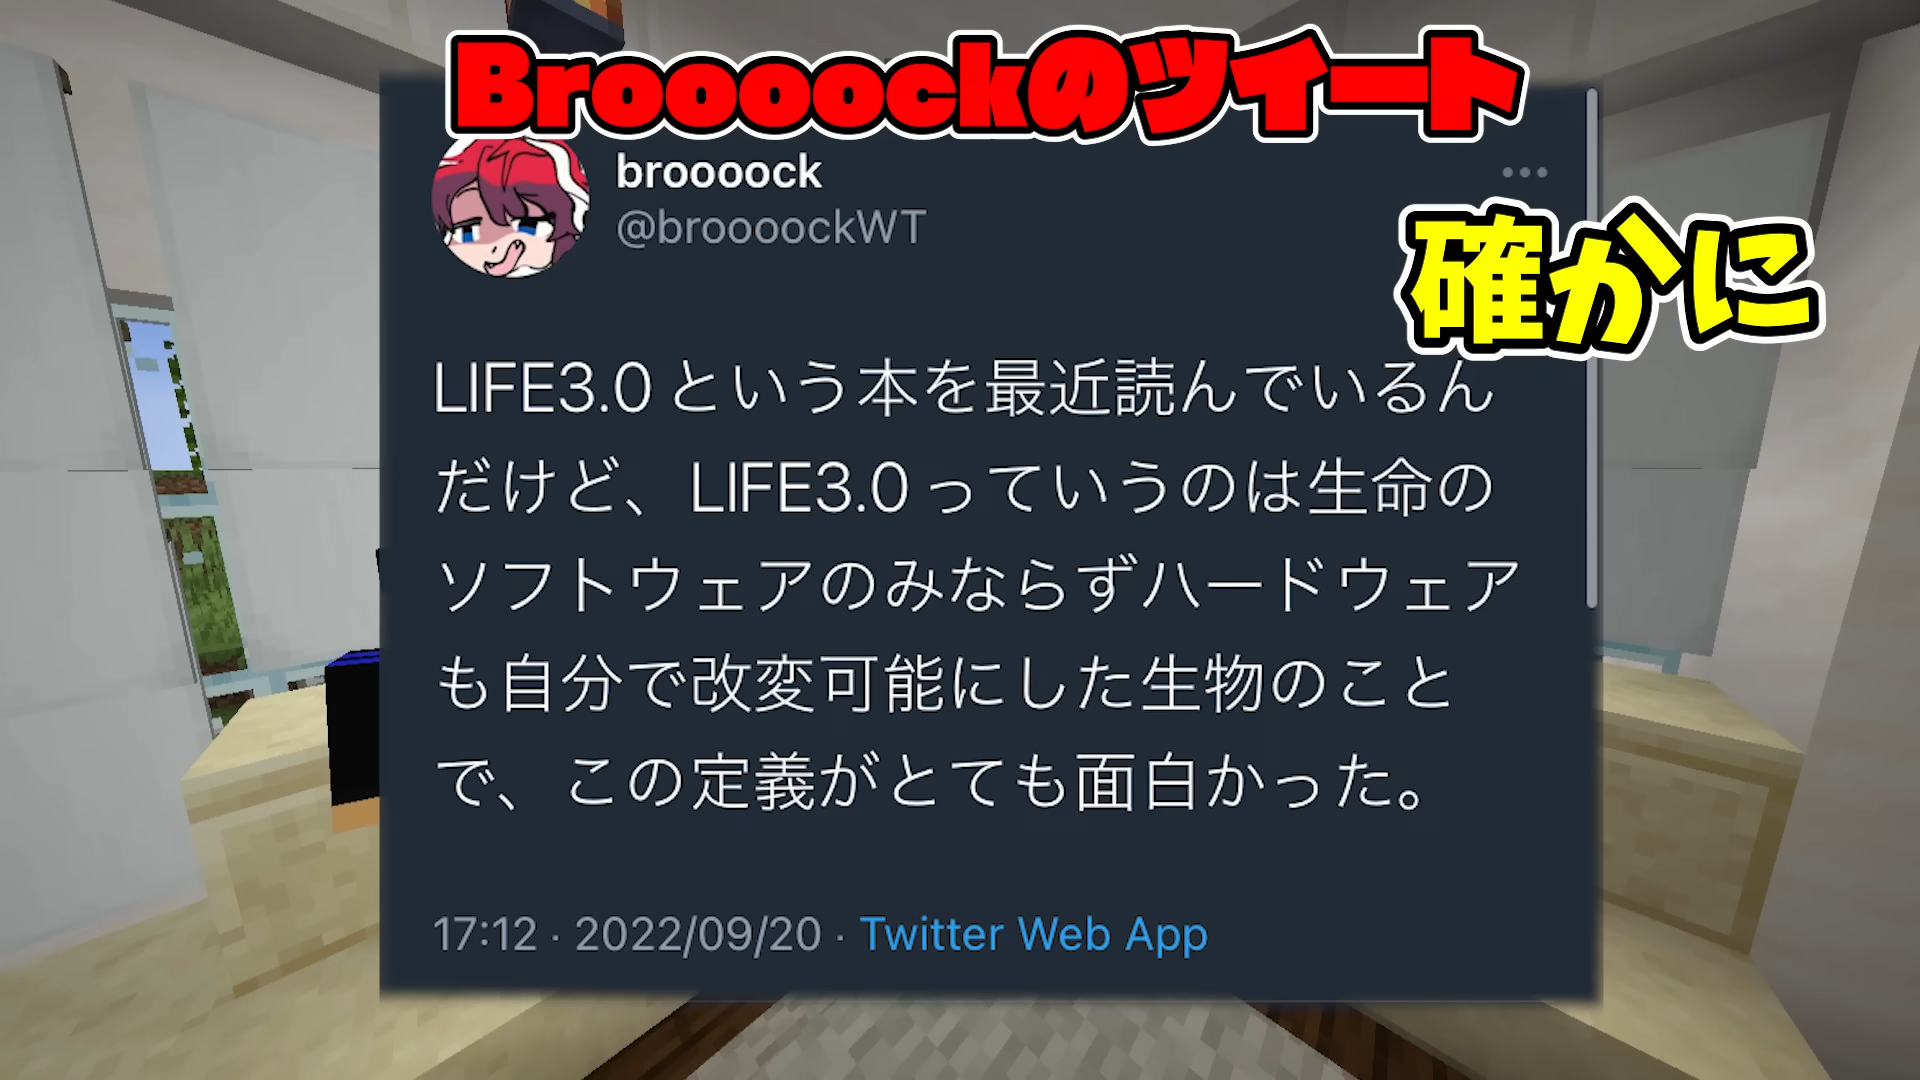 Broooockのツイート
broooock
@broooockWT
確かに
LIFE3.0という本を最近読んでいるん
だけど、LIFE3.0っていうのは生命の
ソフトウェアのみならずハードウェア
も自分で改変可能にした生物のこと
で、この定義がとても面白かった。
17:12 · 2022/09/20 · Twitter Web App